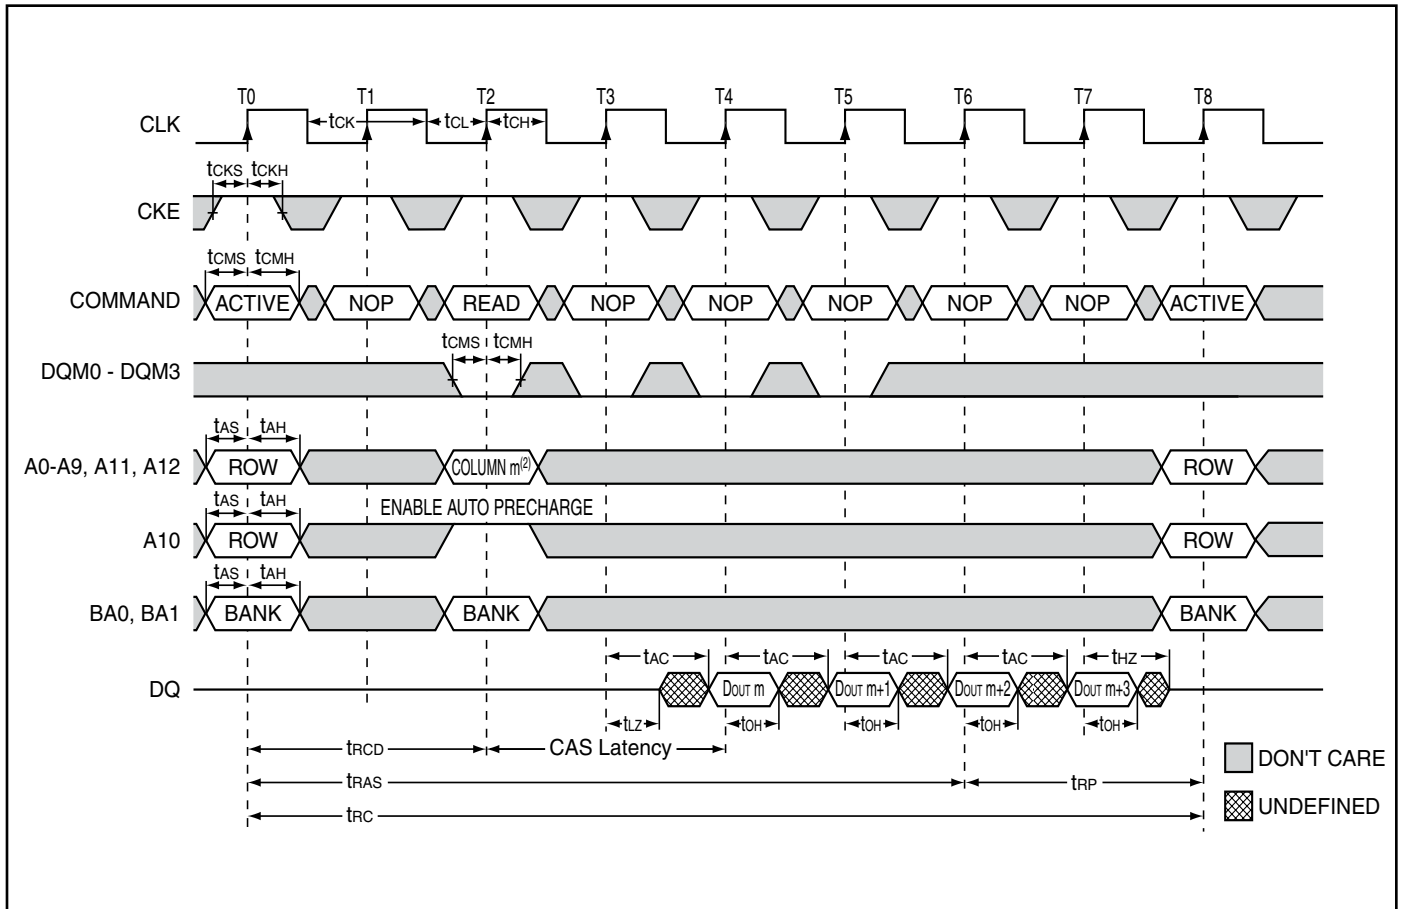 T0 T1 T2 T3 T4 T5 T6 T7 T8
CLK tCK tCL tCH
tCKS tCKH
CKE
tCMS tCMH
COMMAND ACTIVE NOP READ NOP NOP NOP NOP NOP ACTIVE
tCMS tCMH
DQM0 - DQM3
tAS tAH
A0-A9, A11, A12 ROW COLUMN m(2) ROW
tAS tAH ENABLE AUTO PRECHARGE
A10 ROW ROW
tAS tAH
BA0, BA1 BANK BANK BANK
tAC tAC tAC tAC tHZ
DQ DOUT m DOUT m+1 DOUT m+2 DOUT m+3
tLZ tOH tOH tOH tOH
tRCD CAS Latency
DON'T CARE
tRAS tRP
UNDEFINED
tRC